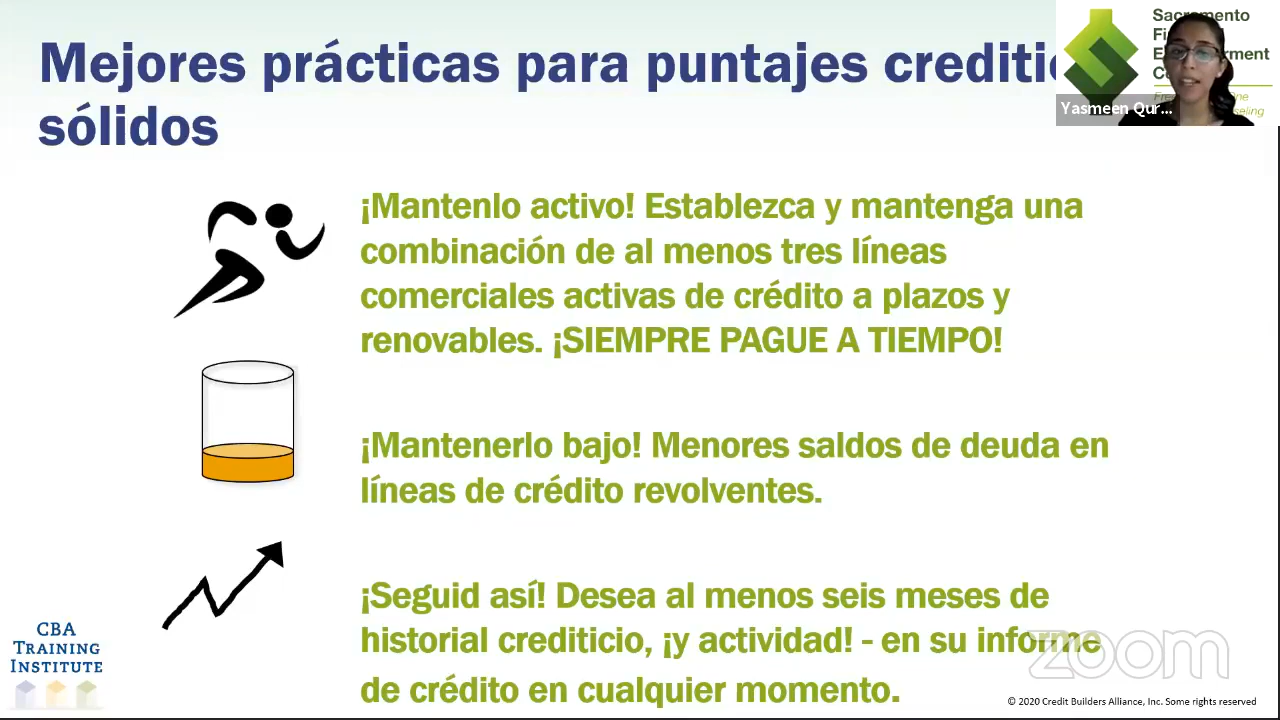 Mejores prácticas para puntajes
sólidos
Sacramento
Yasmeen Qur...
¡Mantenlo activo! Establezca y mantenga una
combinación de al menos tres líneas
comerciales activas de crédito a plazos y
renovables. ¡SIEMPRE PAGUE A TIEMPO!
¡Mantenerlo bajo! Menores saldos de deuda en
líneas de crédito revolventes.
¡Seguid así! Desea al menos seis meses de
historial crediticio, ¡y actividad! - en su informe
de crédito en cualquier momento.
CBA
TRAINING
INSTITUTE
zoom
© 2020 Credit Builders Alliance, Inc. Some rights reserved